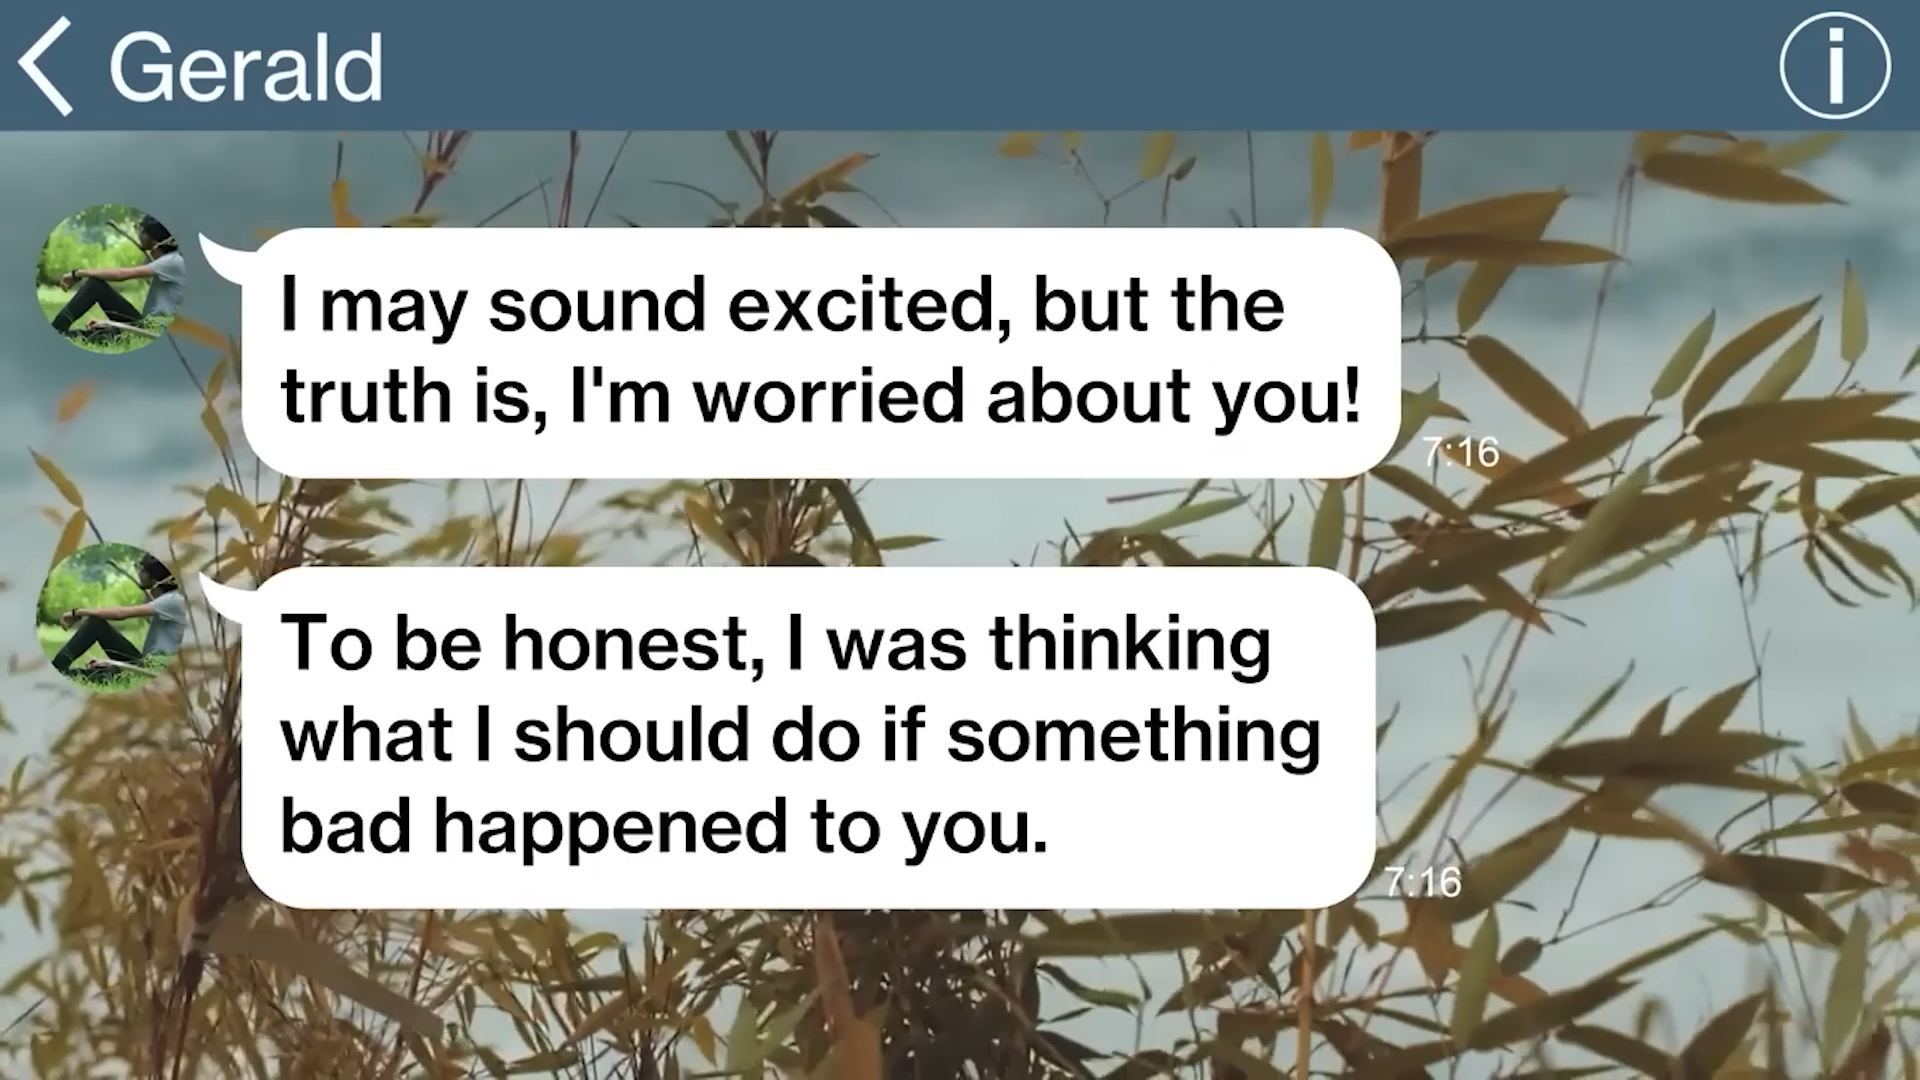 Gerald
I may sound excited, but the
truth is, I'm worried about you!
7:16
To be honest, I was thinking
what I should do if something
bad happened to you.
7:16